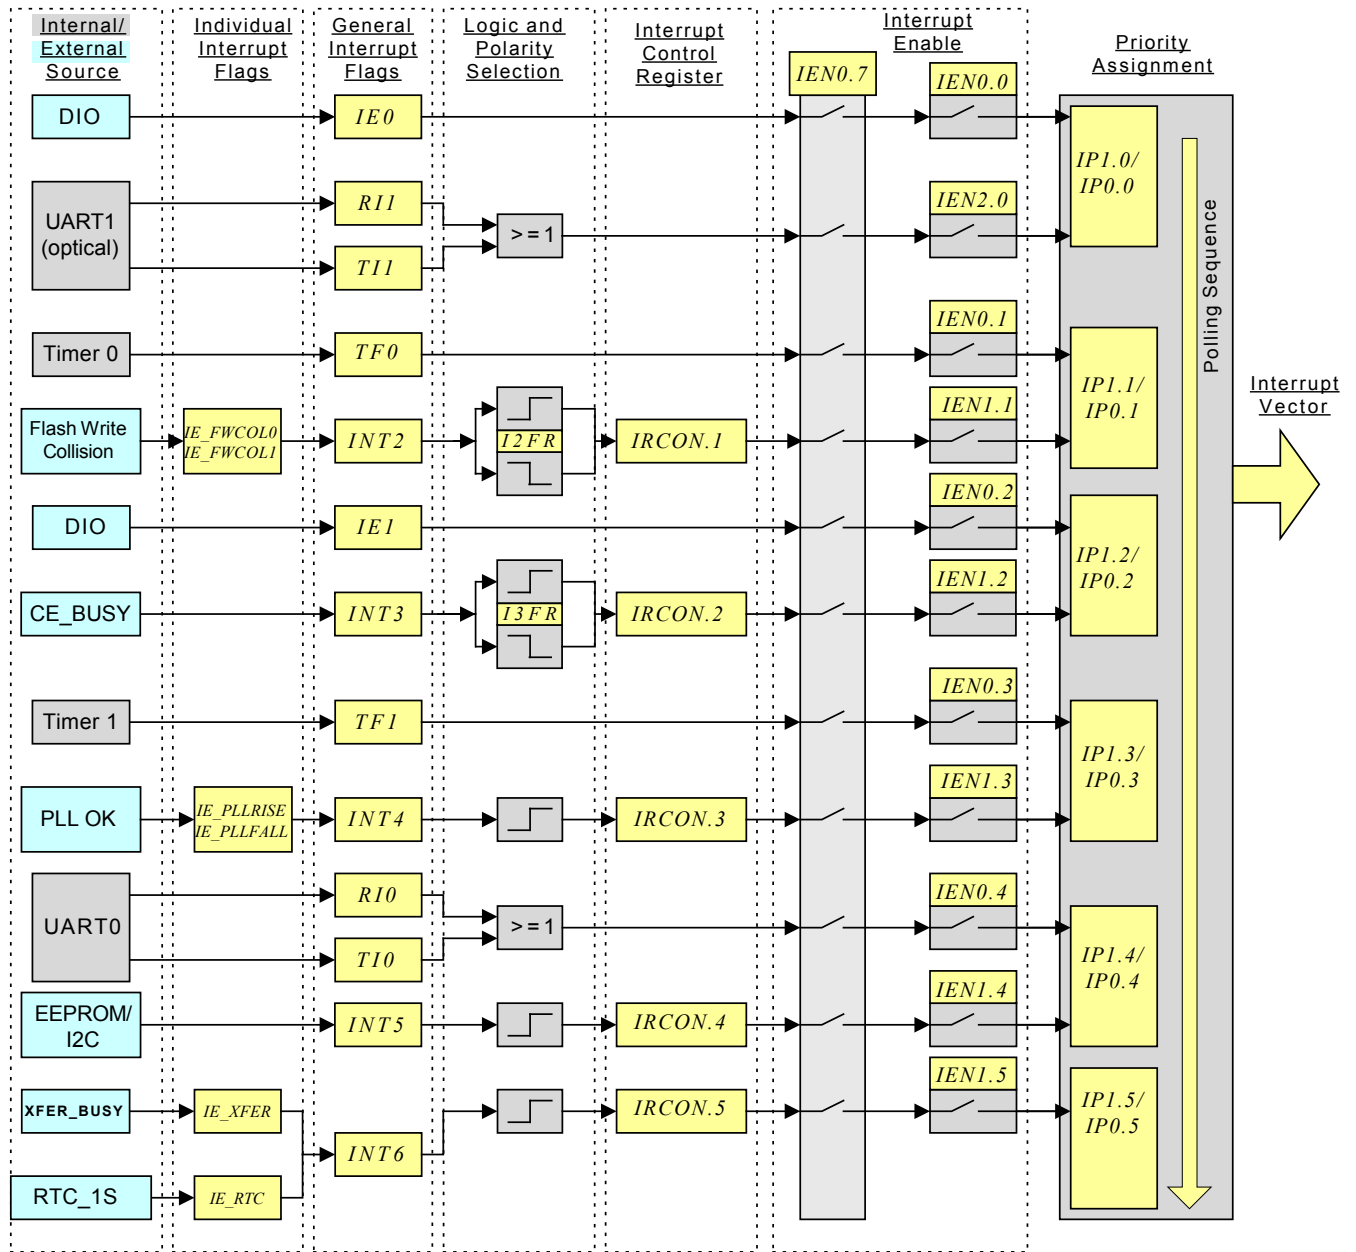 Internal/
External
Source
Individual
Interrupt
Flags
General
Interrupt
Flags
Logic and
Polarity
Selection
Interrupt
Control
Register
Interrupt
Enable
Priority
Assignment
IEN0.7
DIO
IE0
IEN0.0
IP1.0/
IP0.0
UART1
(optical)
RI1
TI1
>=1
IEN2.0
Polling Sequence
Timer 0
TF0
IEN0.1
IP1.1/
IP0.1
Flash Write
Collision
IE_FWCOL0
IE_FWCOL1
INT2
I2FR
IRCON.1
IEN1.1
Interrupt
Vector
DIO
IE1
IEN0.2
IP1.2/
IP0.2
CE_BUSY
INT3
I3FR
IRCON.2
IEN1.2
Timer 1
TF1
IEN0.3
IP1.3/
IP0.3
PLL OK
IE_PLLRISE
IE_PLLFALL
INT4
IRCON.3
IEN1.3
UART0
RI0
TI0
>=1
IEN0.4
IP1.4/
IP0.4
EEPROM/
I2C
INT5
IRCON.4
IEN1.4
XFER_BUSY
IE_XFER
INT6
IRCON.5
IEN1.5
IP1.5/
IP0.5
RTC_1S
IE_RTC